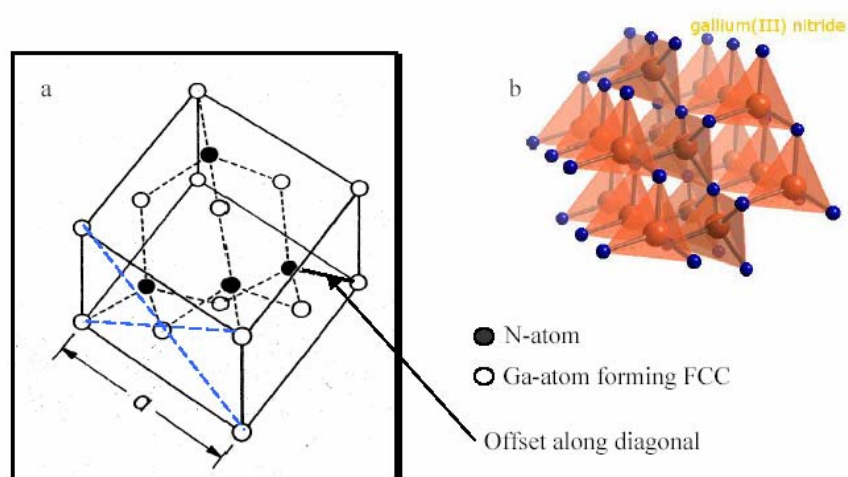 gallium(III) nitride
a
b
N-atom
Ga-atom forming FCC
a
Offset along diagonal